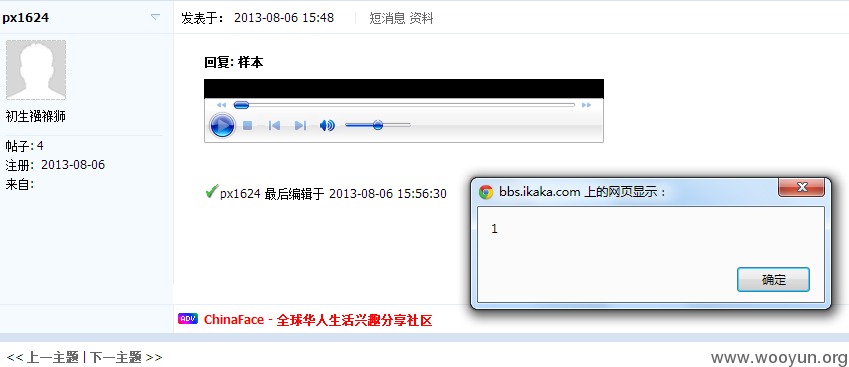 px1624
发表于： 2013-08-06 15:48 短消息 资料
回复: 样本
初生襁褓狮
帖子: 4
注册: 2013-08-06
来自:
px1624 最后编辑于 2013-08-06 15:56:30
bbs.ikaka.com 上的网页显示：
1
确定
ADV ChinaFace - 全球华人生活兴趣分享社区
<< 上一主题 | 下一主题 >>
www.wooyun.org